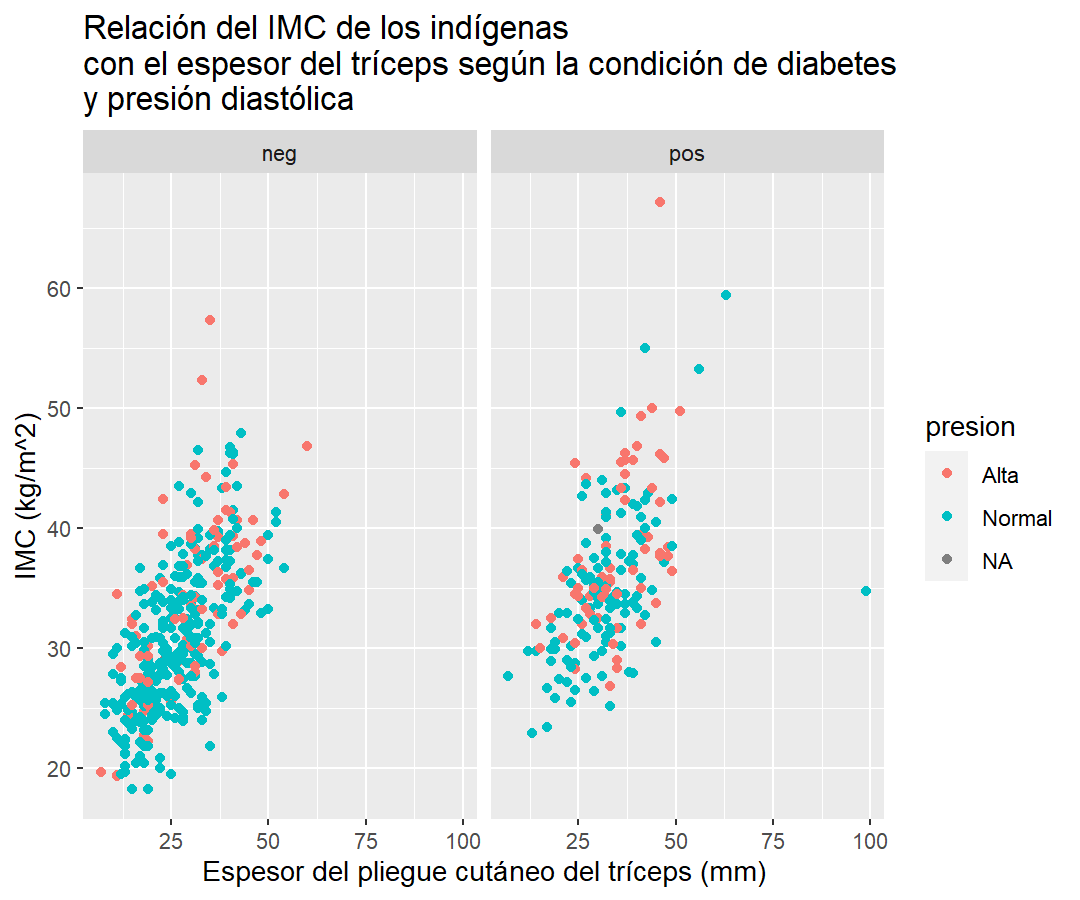 Relación del IMC de los indígenas
con el espesor del tríceps según la condición de diabetes
y presión diastólica
neg
pos
60
50
40
30
20
IMC (kg/m^2)
25
50
75
100
25
50
75
100
Espesor del pliegue cutáneo del tríceps (mm)
presion
Alta
Normal
NA